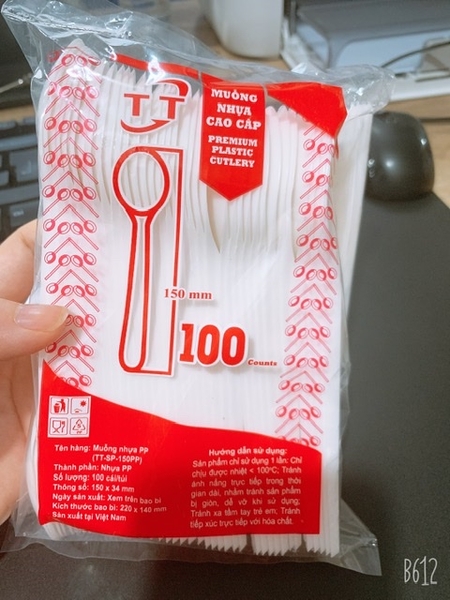 TT
MUỖNG
NHỰA
CAO CẤP
PREMIUM
PLASTIC
CUTLERY
150 mm
100 Counts
Tên hàng: Muỗng nhựa PP
(TT-SP-150PP)
Thành phần: Nhựa PP
Số lượng: 100 cái/túi
Thông số: 150 x 34 mm
Ngày sản xuất: Xem trên bao bì
Kích thước bao bì: 220 x 140 mm
Sản xuất tại Việt Nam
Hướng dẫn sử dụng:
Sản phẩm chỉ sử dụng 1 lần; Chỉ
chịu được nhiệt < 100°C; Tránh
ánh nắng trực tiếp trong thời
gian dài, nhằm tránh sản phẩm
bị giòn, dễ vỡ khi sử dụng;
Tránh xa tầm tay trẻ em; Tránh
tiếp xúc trực tiếp với hóa chất.
B612